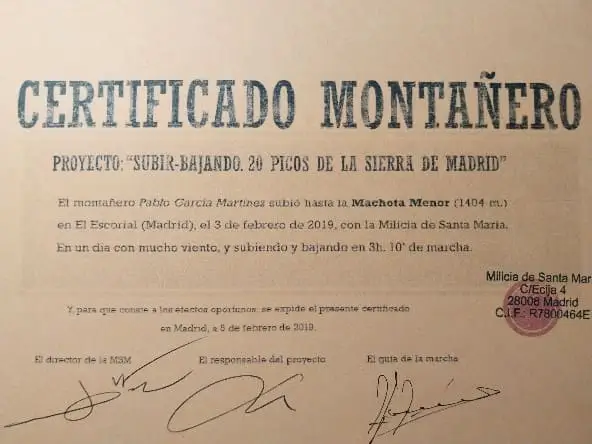 CERTIFICADO MONTAÑERO
PROYECTO: "SUBIR-BAJANDO. 20 PICOS DE LA SIERRA DE MADRID"
El montañero Pablo García Martínez subió hasta la Machota Menor (1404 m.)
en El Escorial (Madrid), el 3 de febrero de 2019, con la Milicia de Santa María.
En un día con mucho viento, y subiendo y bajando en 3h. 10' de marcha.
Milicia de Santa Mar
C/Ecija 4
28008 Madrid
C.I.F.: R7800464E
Y, para que conste a los efectos oportunos, se expide el presente certificado
en Madrid, a 5 de febrero de 2019.
El director de la MSM El responsable del proyecto El guía de la marcha